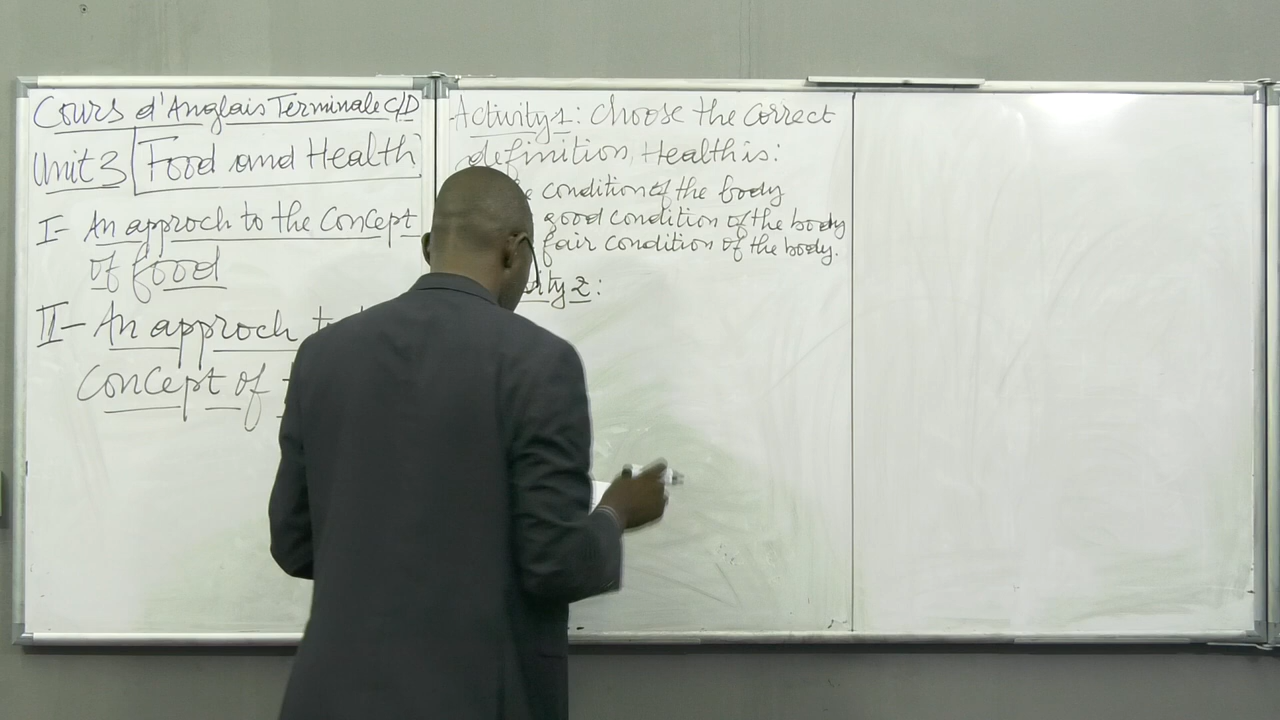 Cours d'Anglais Terminale C/D
Unit 3 Food and Health
I- An approch to the Concept
of food
II- An approch
Concept of
Activity 1: Choose the correct
definition, Health is:
condition of the body
good condition of the body
fair condition of the body.
ity 2: